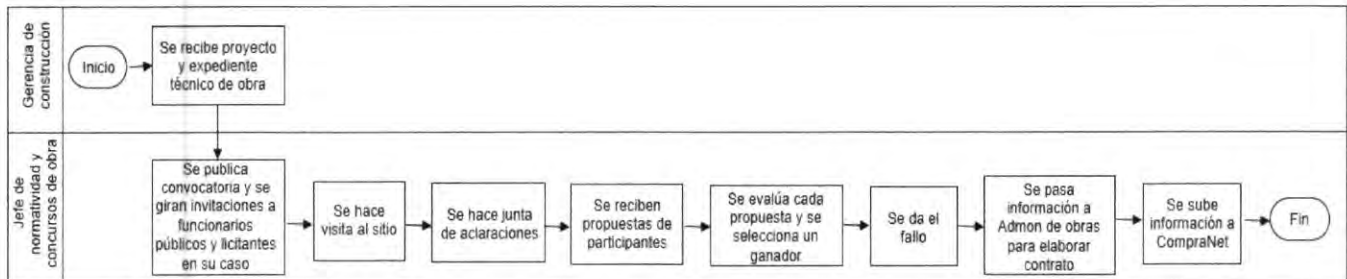 Gerencia de
construcción
Inicio
Se recibe proyecto
y expediente
técnico de obra
Jefe de
normatividad y
concursos de obra
Se publica
convocatoria y se
giran invitaciones a
funcionarios
públicos y licitantes
en su caso
Se hace
visita al sitio
Se hace junta
de aclaraciones
Se reciben
propuestas de
participantes
Se evalúa cada
propuesta y se
selecciona un
ganador
Se da el
fallo
Se pasa
información a
Admon de obras
para elaborar
contrato
Se sube
información a
CompraNet
Fin